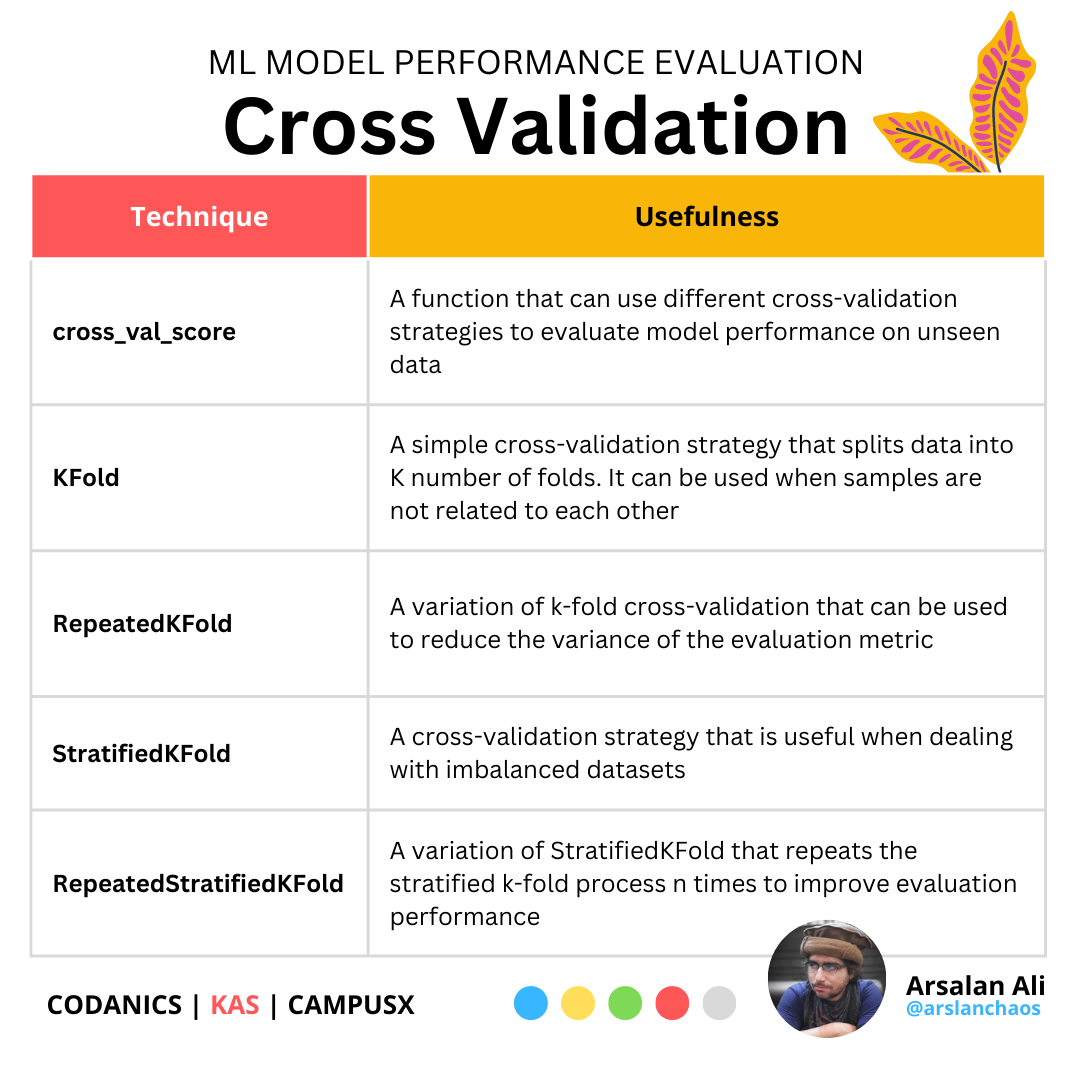 ML MODEL PERFORMANCE EVALUATION
Cross Validation
Technique
Usefulness
cross_val_score
A function that can use different cross-validation
strategies to evaluate model performance on unseen
data
KFold
A simple cross-validation strategy that splits data into
K number of folds. It can be used when samples are
not related to each other
RepeatedKFold
A variation of k-fold cross-validation that can be used
to reduce the variance of the evaluation metric
StratifiedKFold
A cross-validation strategy that is useful when dealing
with imbalanced datasets
RepeatedStratifiedKFold
A variation of StratifiedKFold that repeats the
stratified k-fold process n times to improve evaluation
performance
CODANICS | KAS | CAMPUSX
Arsalan Ali
@arslanchaos